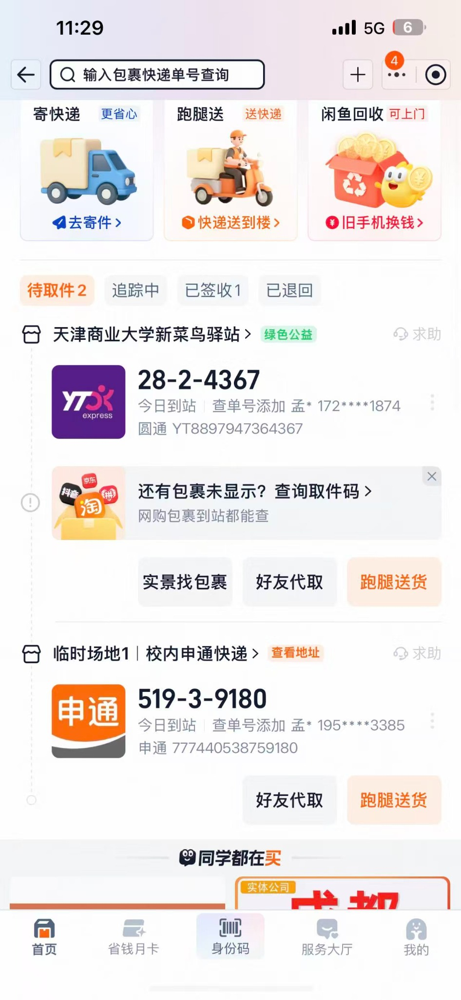 11:29
5G 6
输入包裹快递单号查询
4
寄快递 更省心
跑腿送 送快递
闲鱼回收 可上门
去寄件
快递送到楼
旧手机换钱
待取件 2 追踪中 已签收 1 已退回
天津商业大学新菜鸟驿站 绿色公益 求助
YTO express
28-2-4367
今日到站 查单号添加 孟* 172****1874
圆通 YT8897947364367
抖音 京东 拼 淘
还有包裹未显示？查询取件码
网购包裹到站都能查
实景找包裹 好友代取 跑腿送货
临时场地1 | 校内申通快递 查看地址 求助
申通
519-3-9180
今日到站 查单号添加 孟* 195****3385
申通 777440538759180
好友代取 跑腿送货
同学都在买
实体公司
成都
首页 省钱月卡 身份码 服务大厅 我的